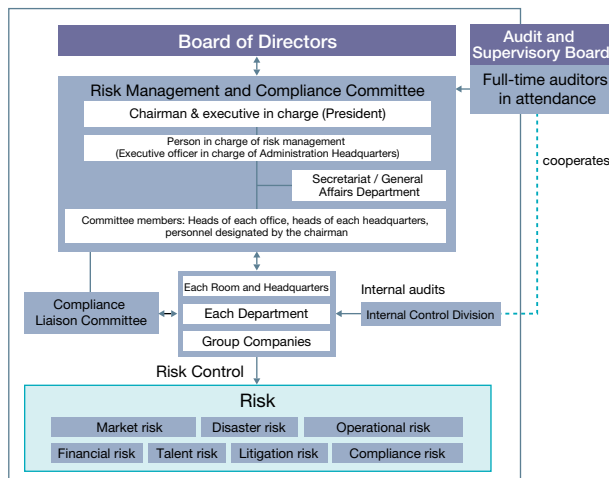 Board of Directors
Audit and
Supervisory Board
Full-time auditors
in attendance
Risk Management and Compliance Committee
Chairman & executive in charge (President)
Person in charge of risk management
(Executive officer in charge of Administration Headquarters)
Secretariat / General
Affairs Department
Committee members: Heads of each office, heads of each headquarters,
personnel designated by the chairman
cooperates
Compliance
Liaison Committee
Each Room and Headquarters
Each Department
Group Companies
Internal audits
Internal Control Division
Risk Control
Risk
Market risk
Disaster risk
Operational risk
Financial risk
Talent risk
Litigation risk
Compliance risk